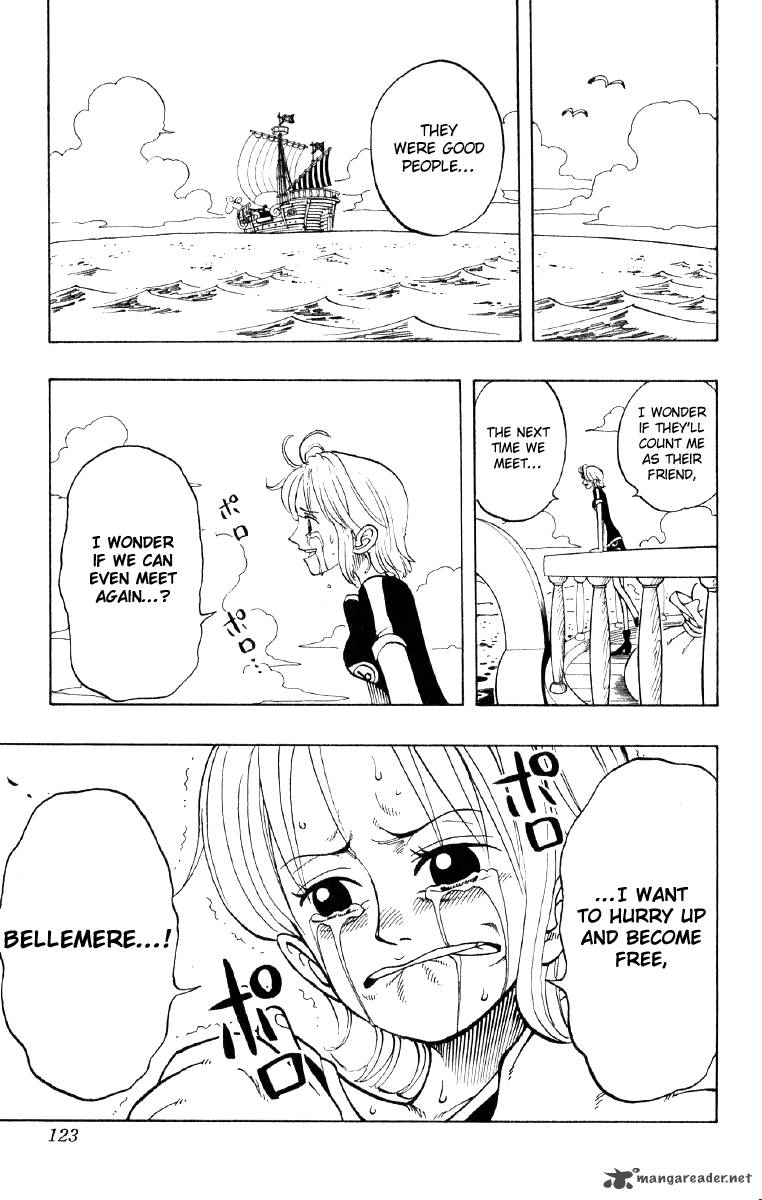 THEY
WERE GOOD
PEOPLE...
I WONDER
IF THEY'LL
COUNT ME
AS THEIR
FRIEND,
THE NEXT
TIME WE
MEET...
I WONDER
IF WE CAN
EVEN MEET
AGAIN...?
ポロ
ポロ
...I WANT
TO HURRY UP
AND BECOME
FREE,
ポロ
BELLEMERE...!
ポロ
123
mangareader.net